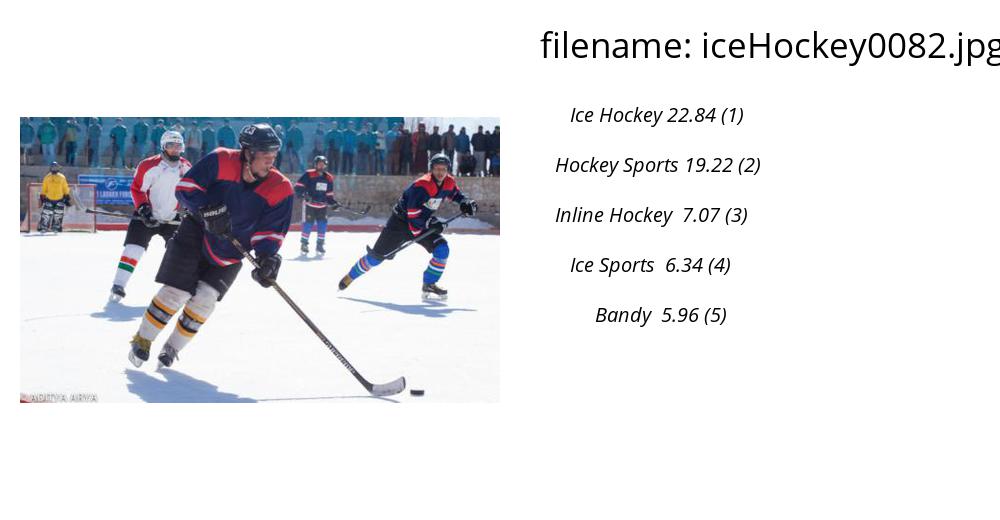 filename: iceHockey0082.jpg
Ice Hockey 22.84 (1)
Hockey Sports 19.22 (2)
Inline Hockey 7.07 (3)
Ice Sports 6.34 (4)
Bandy 5.96 (5)
ADITYA ARYA